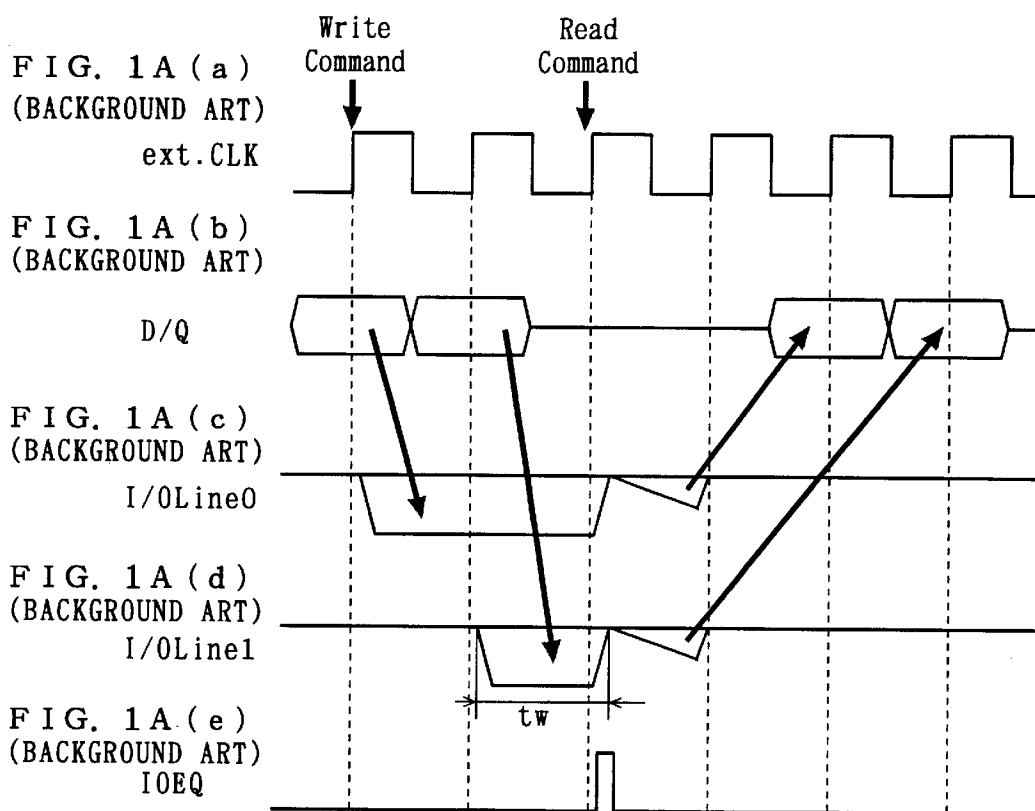 Write
Command
Read
Command
FIG. 1A(a)
(BACKGROUND ART)
ext.CLK
FIG. 1A(b)
(BACKGROUND ART)
D/Q
FIG. 1A(c)
(BACKGROUND ART)
I/OLine0
FIG. 1A(d)
(BACKGROUND ART)
I/OLine1
tw
FIG. 1A(e)
(BACKGROUND ART)
IOEQ